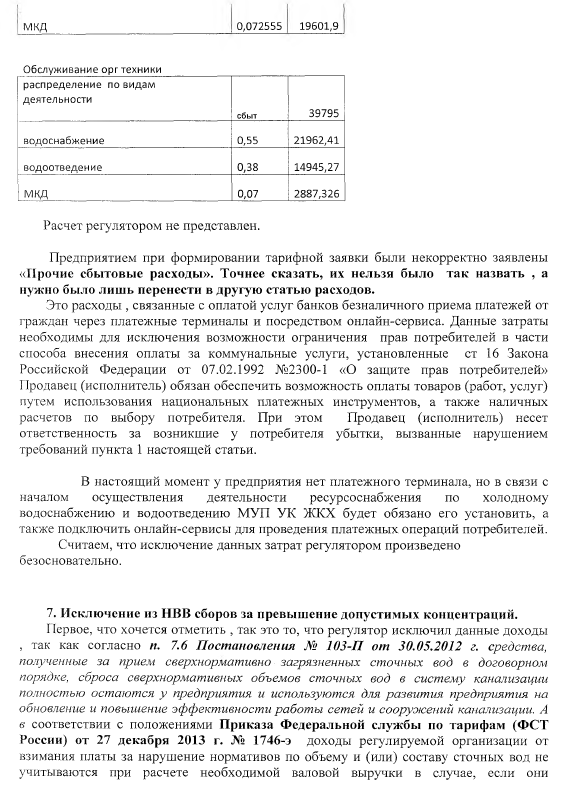 МКД 0,072555 19601,9
Обслуживание орг техники
распределение по видам
деятельности сбыт 39795
водоснабжение 0,55 21962,41
водоотведение 0,38 14945,27
МКД 0,07 2887,326
Расчет регулятором не представлен.
Предприятием при формировании тарифной заявки были некорректно заявлены
«Прочие сбытовые расходы». Точнее сказать, их нельзя было так назвать , а
нужно было лишь перенести в другую статью расходов.
Это расходы , связанные с оплатой услуг банков безналичного приема платежей от
граждан через платежные терминалы и посредством онлайн-сервиса. Данные затраты
необходимы для исключения возможности ограничения прав потребителей в части
способа внесения оплаты за коммунальные услуги, установленные ст 16 Закона
Российской Федерации от 07.02.1992 №2300-1 «О защите прав потребителей»
Продавец (исполнитель) обязан обеспечить возможность оплаты товаров (работ, услуг)
путем использования национальных платежных инструментов, а также наличных
расчетов по выбору потребителя. При этом Продавец (исполнитель) несет
ответственность за возникшие у потребителя убытки, вызванные нарушением
требований пункта 1 настоящей статьи.
В настоящий момент у предприятия нет платежного терминала, но в связи с
началом осуществления деятельности ресурсоснабжения по холодному
водоснабжению и водоотведению МУП УК ЖКХ будет обязано его установить, а
также подключить онлайн-сервисы для проведения платежных операций потребителей.
Считаем, что исключение данных затрат регулятором произведено
безосновательно.
7. Исключение из НВВ сборов за превышение допустимых концентраций.
Первое, что хочется отметить , так это то, что регулятор исключил данные доходы
, так как согласно п. 7.6 Постановления № 103-П от 30.05.2012 г. средства,
полученные за прием сверхнормативно загрязненных сточных вод в договорном
порядке, сброса сверхнормативных объемов сточных вод в систему канализации
полностью остаются у предприятия и используются для развития предприятия на
обновление и повышение эффективности работы сетей и сооружений канализации. А
в соответствии с положениями Приказа Федеральной службы по тарифам (ФСТ
России) от 27 декабря 2013 г. № 1746-э доходы регулируемой организации от
взимания платы за нарушение нормативов по объему и (или) составу сточных вод не
учитываются при расчете необходимой валовой выручки в случае, если они